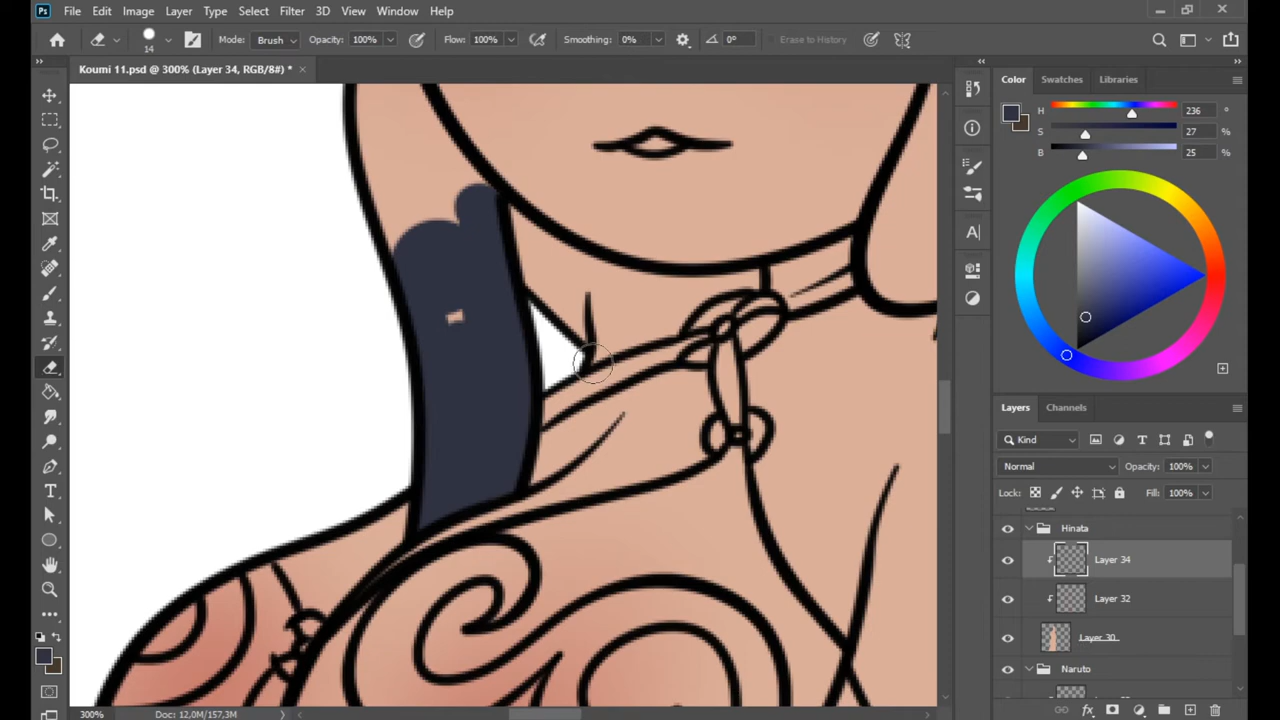 Ps File Edit Image Layer Type Select Filter 3D View Window Help
14 Mode: Brush Opacity: 100% Flow: 100% Smoothing: 0% 0° Erase to History
Koumi 11.psd @ 300% (Layer 34, RGB/8#) *
Color Swatches Libraries
H 236 °
S 27 %
B 25 %
Layers Channels
Kind
Normal Opacity: 100%
Lock: Fill: 100%
Hinata
Layer 34
Layer 32
Layer 30
Naruto
300% Doc: 12,0M/157,3M